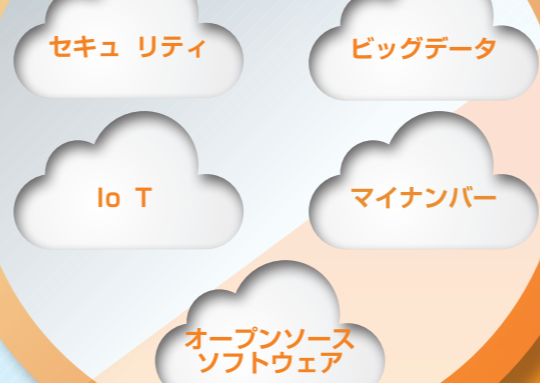 セキュ リティ
ビッグデータ
Io T
マイナンバー
オープンソース
ソフトウェア